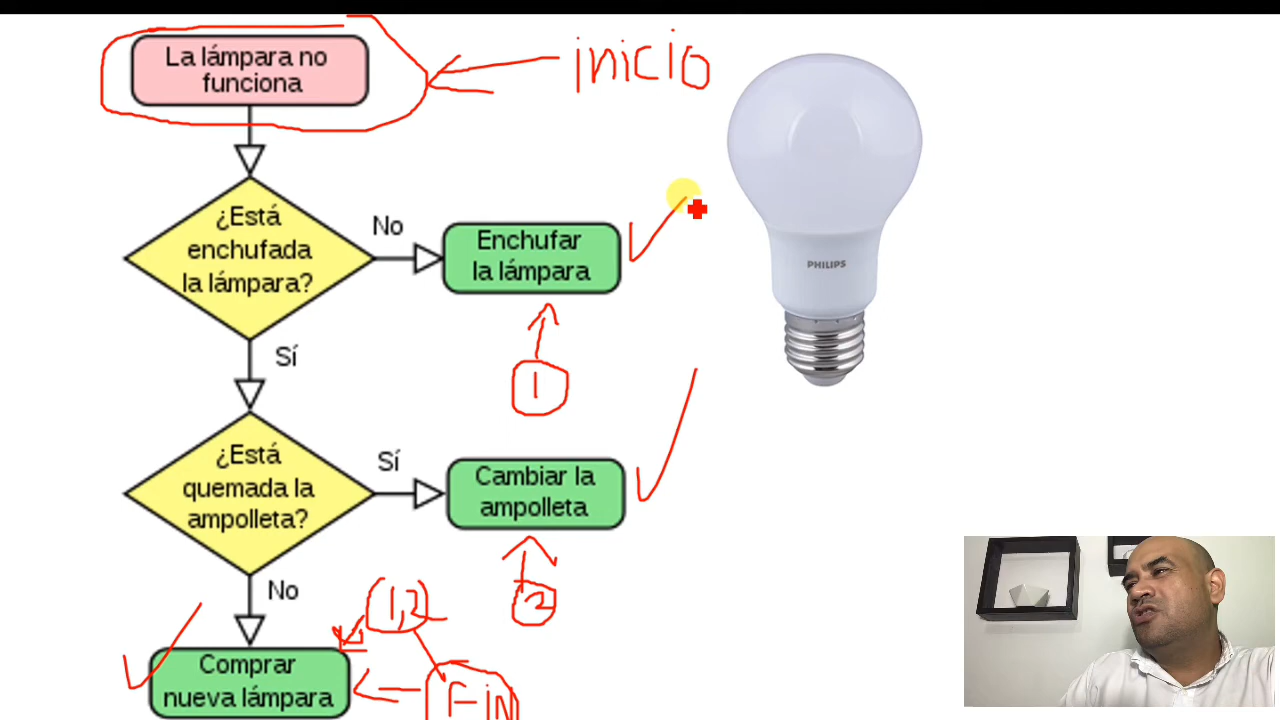 La lámpara no
funciona
inicio
¿Está
enchufada
la lámpara?
No
Enchufar
la lámpara
PHILIPS
1
Sí
¿Está
quemada la
ampolleta?
Sí
Cambiar la
ampolleta
2
No
1,2
Comprar
nueva lámpara
FIN